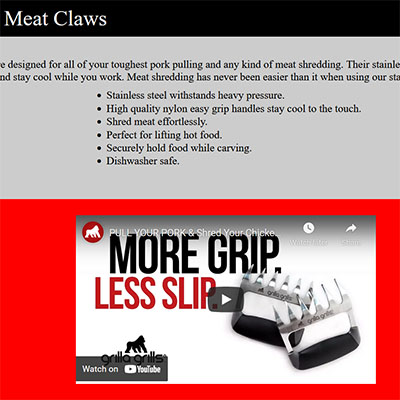 Meat Claws
designed for all of your toughest pork pulling and any kind of meat shredding. Their
and stay cool while you work. Meat shredding has never been easier than it when using our
Stainless steel withstands heavy pressure.
High quality nylon easy grip handles stay cool to the touch.
Shred meat effortlessly.
Perfect for lifting hot food.
Securely hold food while carving.
Dishwasher safe.
PULL YOUR PORK & Shred Your Chicke
Watch later
Share
MORE GRIP.
LESS SLIP.
grilla grills
Watch on YouTube